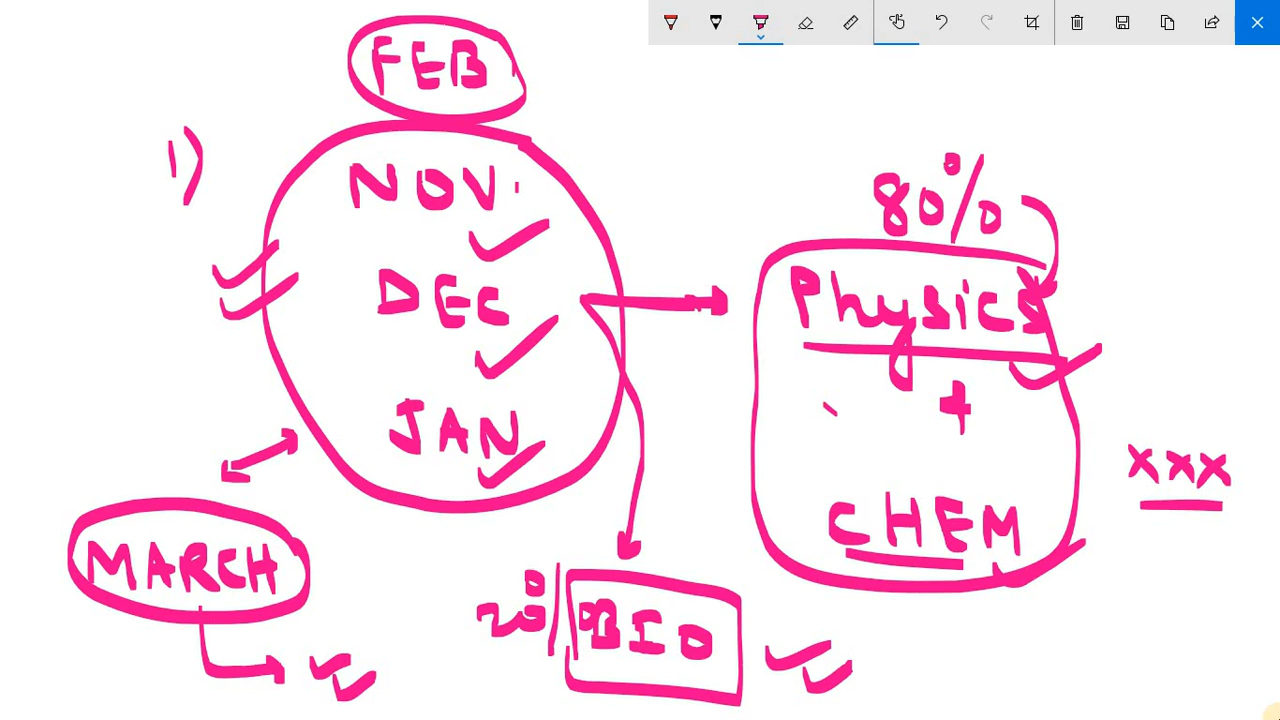 FEB
1)
NOV.
DEC
JAN
MARCH
80%
Physics
+
CHEM
xxx
20%
BIO